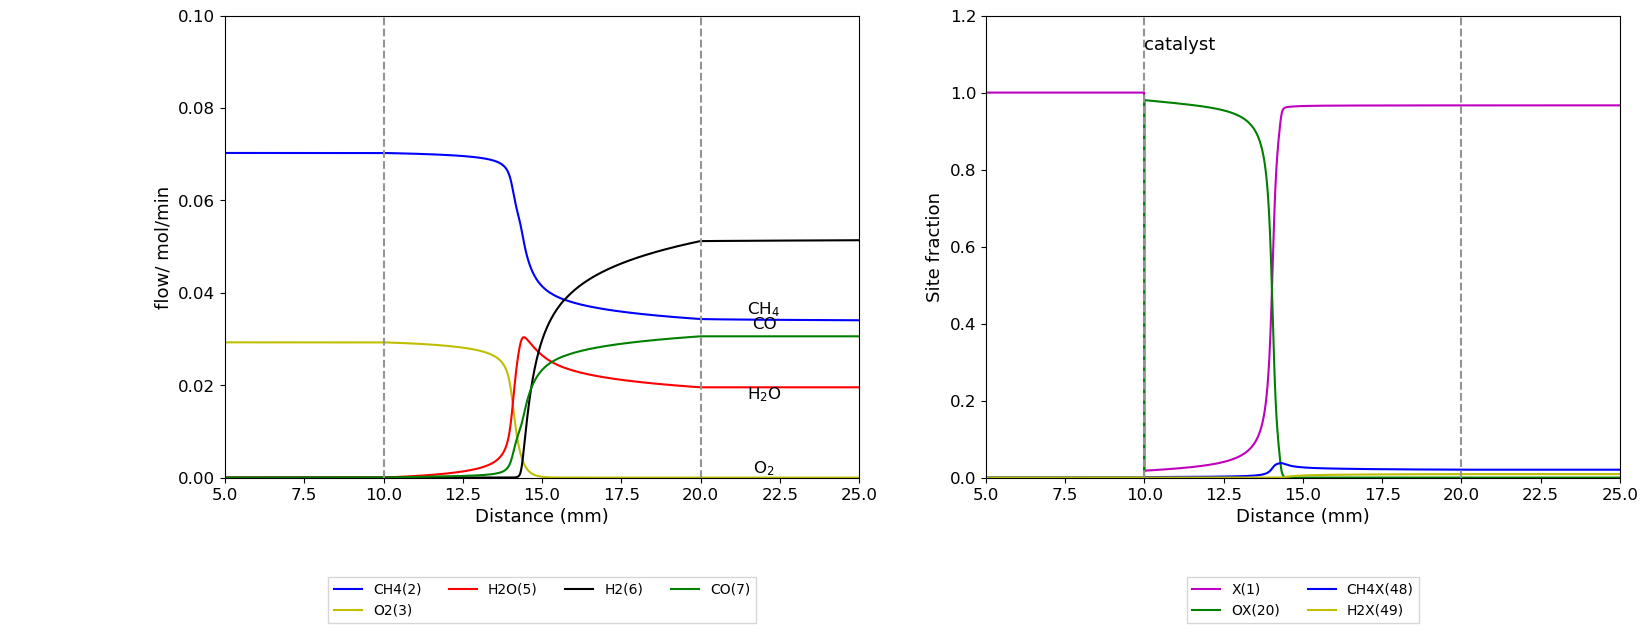 0.10
0.08
0.06
0.04
0.02
0.00
flow/ mol/min
CH₄
CO
H₂O
O₂
5.0 7.5 10.0 12.5 15.0 17.5 20.0 22.5 25.0
Distance (mm)
CH4(2) H2O(5) H2(6) CO(7)
O2(3)
1.2
1.0
0.8
0.6
0.4
0.2
0.0
Site fraction
catalyst
5.0 7.5 10.0 12.5 15.0 17.5 20.0 22.5 25.0
Distance (mm)
X(1) CH4X(48)
OX(20) H2X(49)